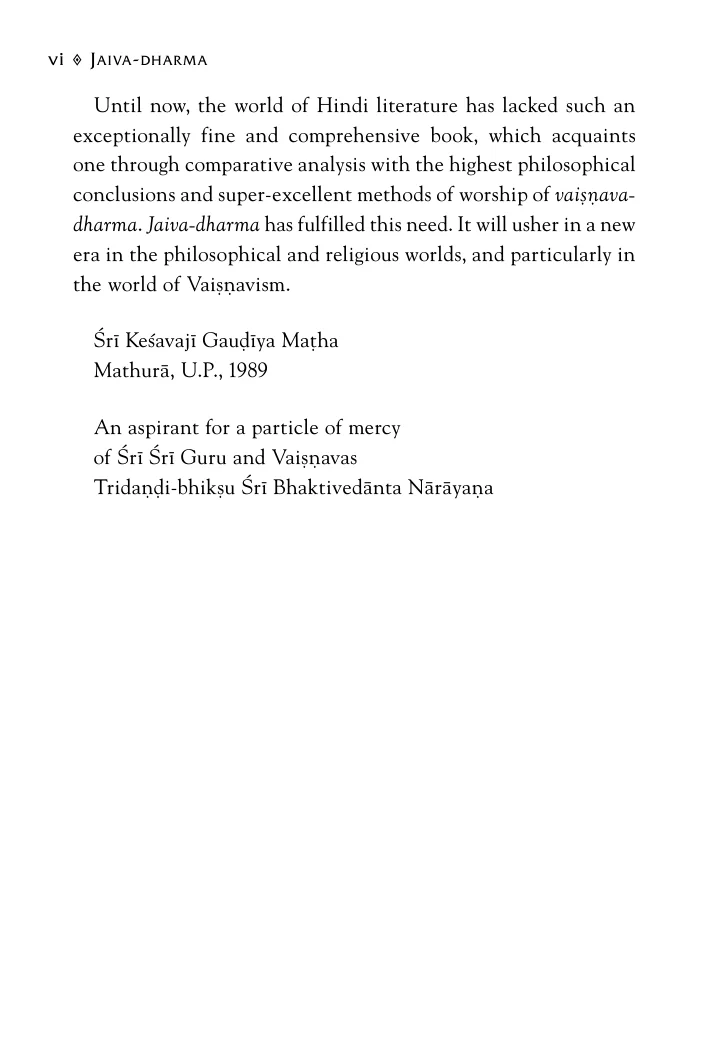 vi ◈ JAIVA-DHARMA
Until now, the world of Hindi literature has lacked such an
exceptionally fine and comprehensive book, which acquaints
one through comparative analysis with the highest philosophical
conclusions and super-excellent methods of worship of vaiṣṇava-
dharma. Jaiva-dharma has fulfilled this need. It will usher in a new
era in the philosophical and religious worlds, and particularly in
the world of Vaiṣṇavism.
Śrī Keśavajī Gauḍīya Maṭha
Mathurā, U.P., 1989
An aspirant for a particle of mercy
of Śrī Śrī Guru and Vaiṣṇavas
Tridaṇḍi-bhikṣu Śrī Bhaktivedānta Nārāyaṇa